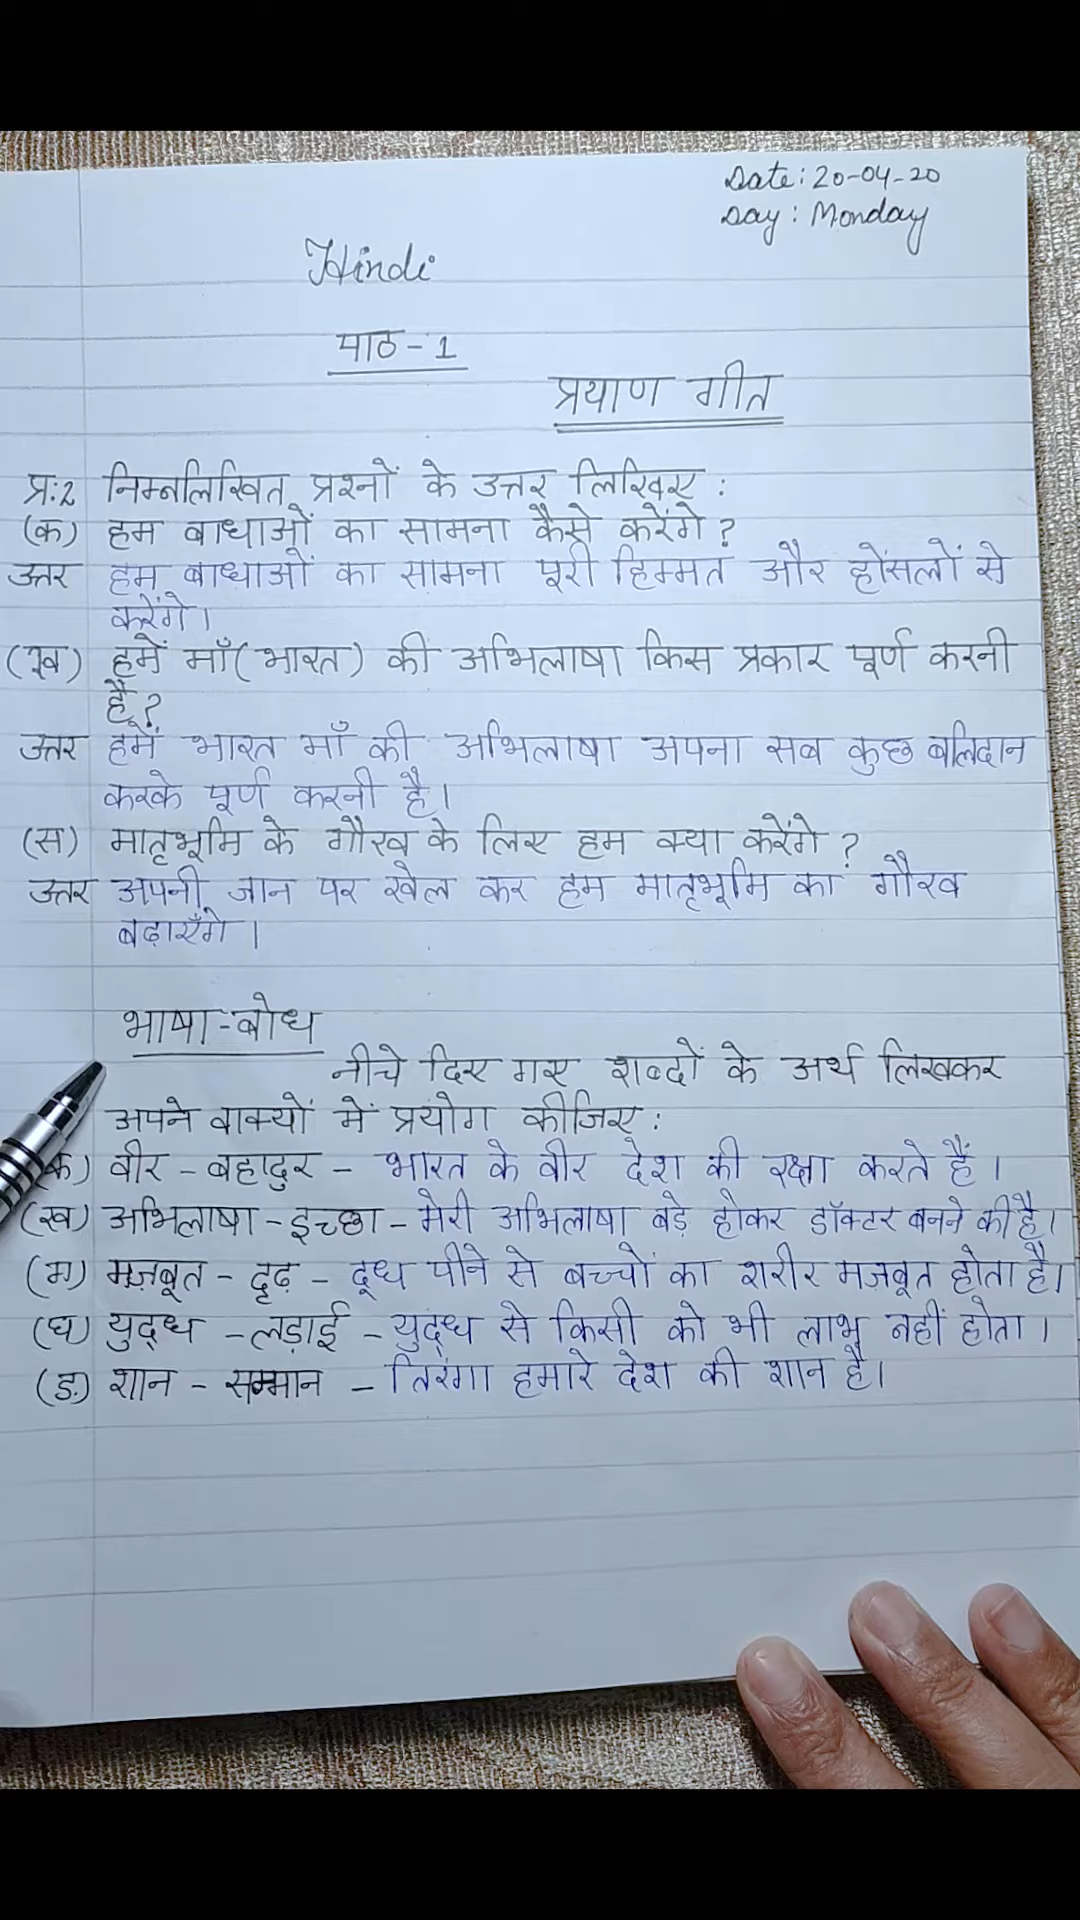 Date: 20-04-20
Day: Monday
Hindi
पाठ-1
प्रयाण गीत
प्र:2 निम्नलिखित प्रश्नों के उत्तर लिखिए:
(क) हम बाधाओं का सामना कैसे करेंगे?
उत्तर हम बाधाओं का सामना पूरी हिम्मत और होंसलों से
करेंगे।
(ख) हमें माँ(भारत) की अभिलाषा किस प्रकार पूर्ण करनी
है?
उत्तर हमें भारत माँ की अभिलाषा अपना सब कुछ बलिदान
करके पूर्ण करनी है।
(स) मातृभूमि के गौरव के लिए हम क्या करेंगे?
उत्तर अपनी जान पर खेल कर हम मातृभूमि का गौरव
बढ़ाएँगे।
भाषा-बोध
नीचे दिए गए शब्दों के अर्थ लिखकर
अपने वाक्यों में प्रयोग कीजिए:
क) वीर - बहादुर - भारत के वीर देश की रक्षा करते हैं।
(ख) अभिलाषा - इच्छा - मेरी अभिलाषा बड़े होकर डॉक्टर बनने की है।
(ग) मज़बूत - दृढ़ - दूध पीने से बच्चों का शरीर मज़बूत होता है।
(घ) युद्ध - लड़ाई - युद्ध से किसी को भी लाभ नहीं होता।
(ङ) शान - सम्मान - तिरंगा हमारे देश की शान है।